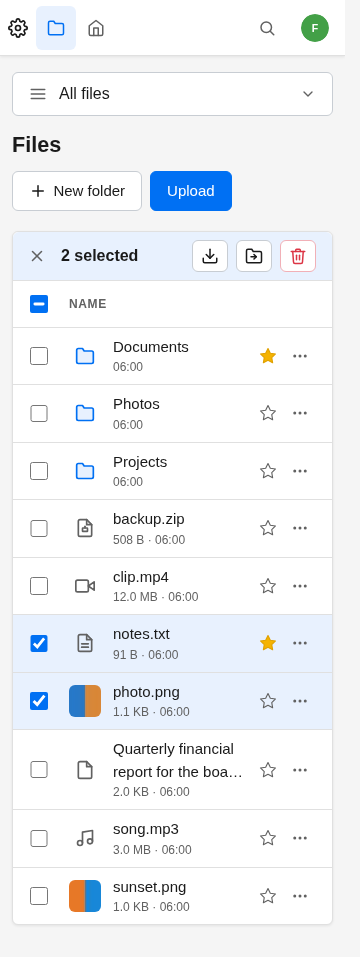 F
All files
Files
New folder
Upload
2 selected
NAME
Documents
06:00
Photos
06:00
Projects
06:00
backup.zip
508 B · 06:00
clip.mp4
12.0 MB · 06:00
notes.txt
91 B · 06:00
photo.png
1.1 KB · 06:00
Quarterly financial
report for the boa…
2.0 KB · 06:00
song.mp3
3.0 MB · 06:00
sunset.png
1.0 KB · 06:00